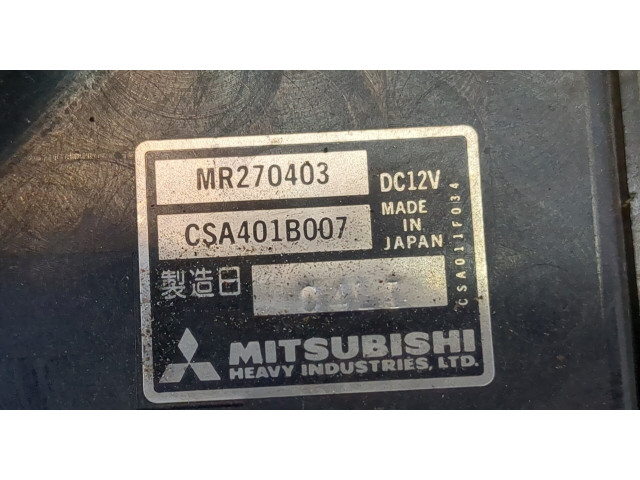 MR270403
DC12V
CSA401B007
MADE
IN
JAPAN
製造日
MITSUBISHI
HEAVY INDUSTRIES, LTD.
CSA011F034